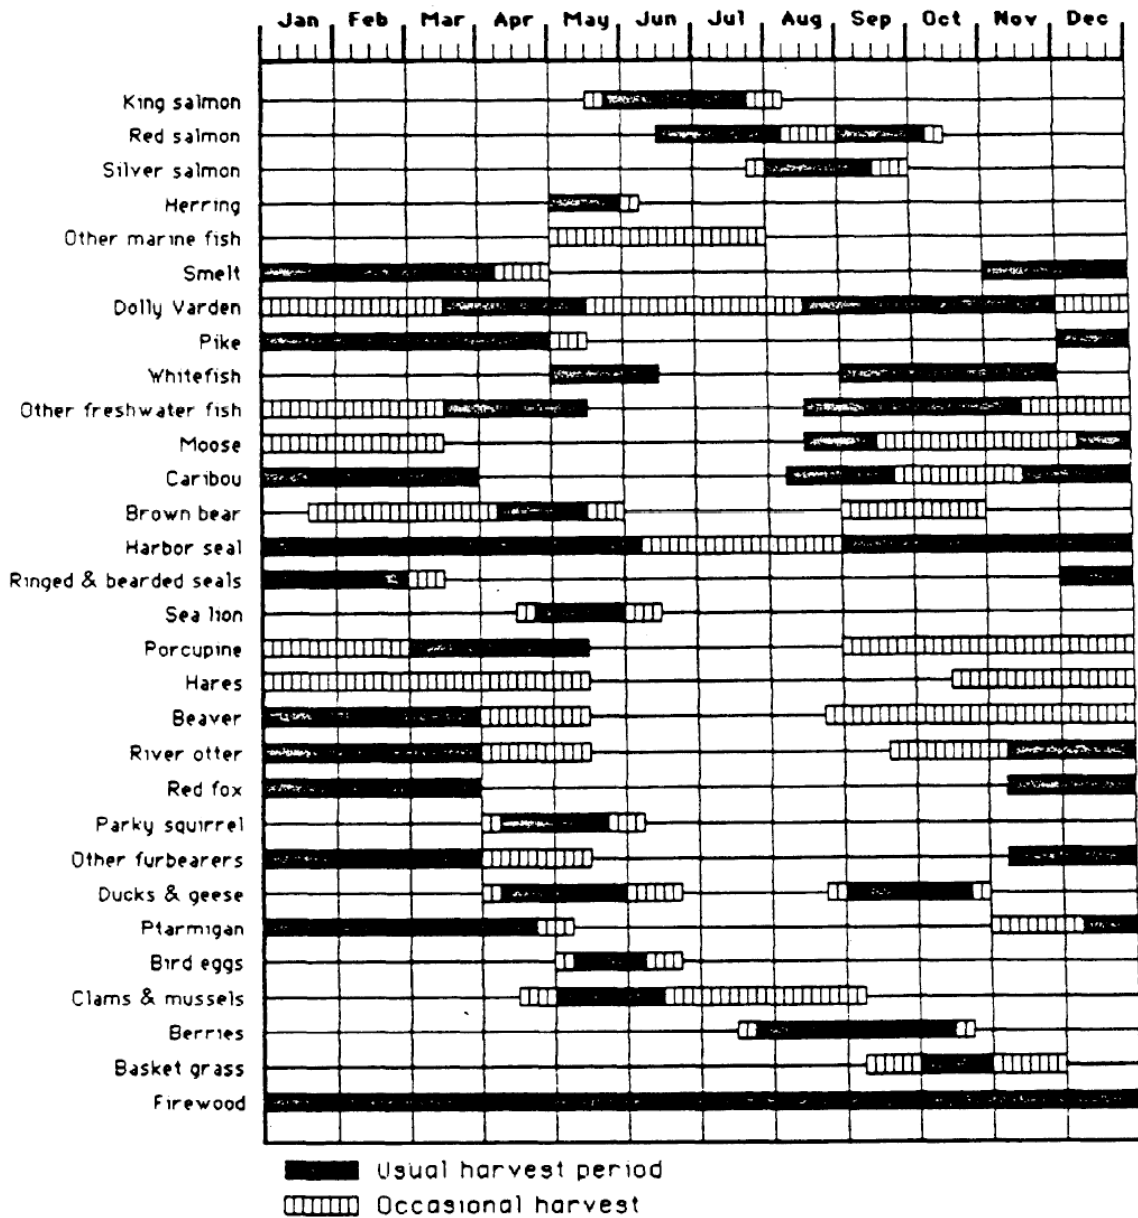 Jan Feb Mar Apr May Jun Jul Aug Sep Oct Nov Dec
King salmon
Red salmon
Silver salmon
Herring
Other marine fish
Smelt
Dolly Varden
Pike
Whitefish
Other freshwater fish
Moose
Caribou
Brown bear
Harbor seal
Ringed & bearded seals
Sea lion
Porcupine
Hares
Beaver
River otter
Red fox
Parky squirrel
Other furbearers
Ducks & geese
Ptarmigan
Bird eggs
Clams & mussels
Berries
Basket grass
Firewood
Usual harvest period
Occasional harvest